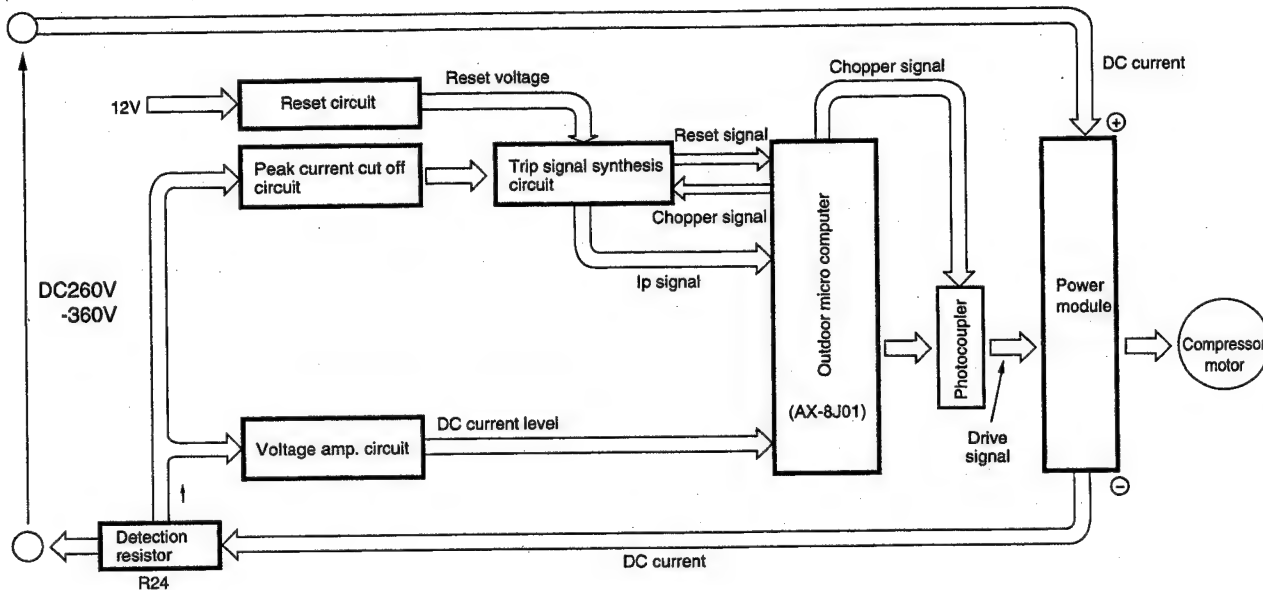 DC current
Chopper signal
Reset voltage
12V
Reset circuit
Reset signal
Peak current cut off
circuit
Trip signal synthesis
circuit
Chopper signal
Ip signal
DC260V
-360V
Outdoor micro computer
(AX-8J01)
Photocoupler
Power
module
Compressor
motor
Drive
signal
DC current level
Voltage amp. circuit
Detection
resistor
R24
DC current
+
−